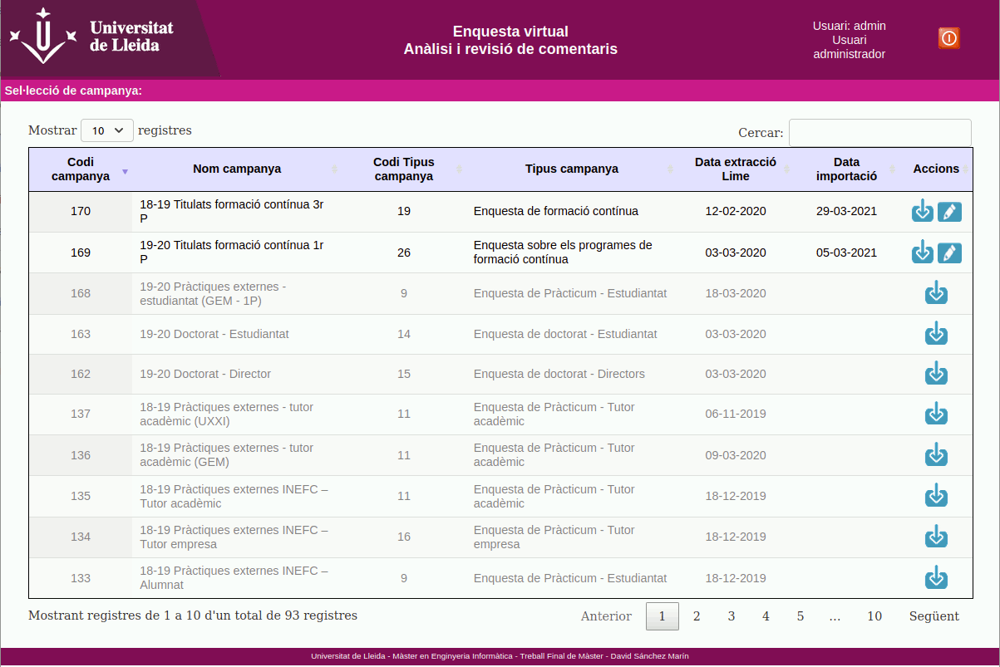 Universitat
de Lleida
Enquesta virtual
Anàlisi i revisió de comentaris
Usuari: admin
Usuari
administrador
Sel·lecció de campanya:
Mostrar 10 registres
Cercar:
Codi campanya Nom campanya Codi Tipus campanya Tipus campanya Data extracció Lime Data importació Accions
170 18-19 Titulats formació contínua 3r P 19 Enquesta de formació contínua 12-02-2020 29-03-2021
169 19-20 Titulats formació contínua 1r P 26 Enquesta sobre els programes de formació contínua 03-03-2020 05-03-2021
168 19-20 Pràctiques externes - estudiantat (GEM - 1P) 9 Enquesta de Pràcticum - Estudiantat 18-03-2020
163 19-20 Doctorat - Estudiantat 14 Enquesta de doctorat - Estudiantat 03-03-2020
162 19-20 Doctorat - Director 15 Enquesta de doctorat - Directors 03-03-2020
137 18-19 Pràctiques externes - tutor acadèmic (UXXI) 11 Enquesta de Pràcticum - Tutor acadèmic 06-11-2019
136 18-19 Pràctiques externes - tutor acadèmic (GEM) 11 Enquesta de Pràcticum - Tutor acadèmic 09-03-2020
135 18-19 Pràctiques externes INEFC – Tutor acadèmic 11 Enquesta de Pràcticum - Tutor acadèmic 18-12-2019
134 18-19 Pràctiques externes INEFC – Tutor empresa 16 Enquesta de Pràcticum - Tutor empresa 18-12-2019
133 18-19 Pràctiques externes INEFC – Alumnat 9 Enquesta de Pràcticum - Estudiantat 18-12-2019
Mostrant registres de 1 a 10 d'un total de 93 registres
Anterior 1 2 3 4 5 … 10 Següent
Universitat de Lleida - Màster en Enginyeria Informàtica - Treball Final de Màster - David Sánchez Marín